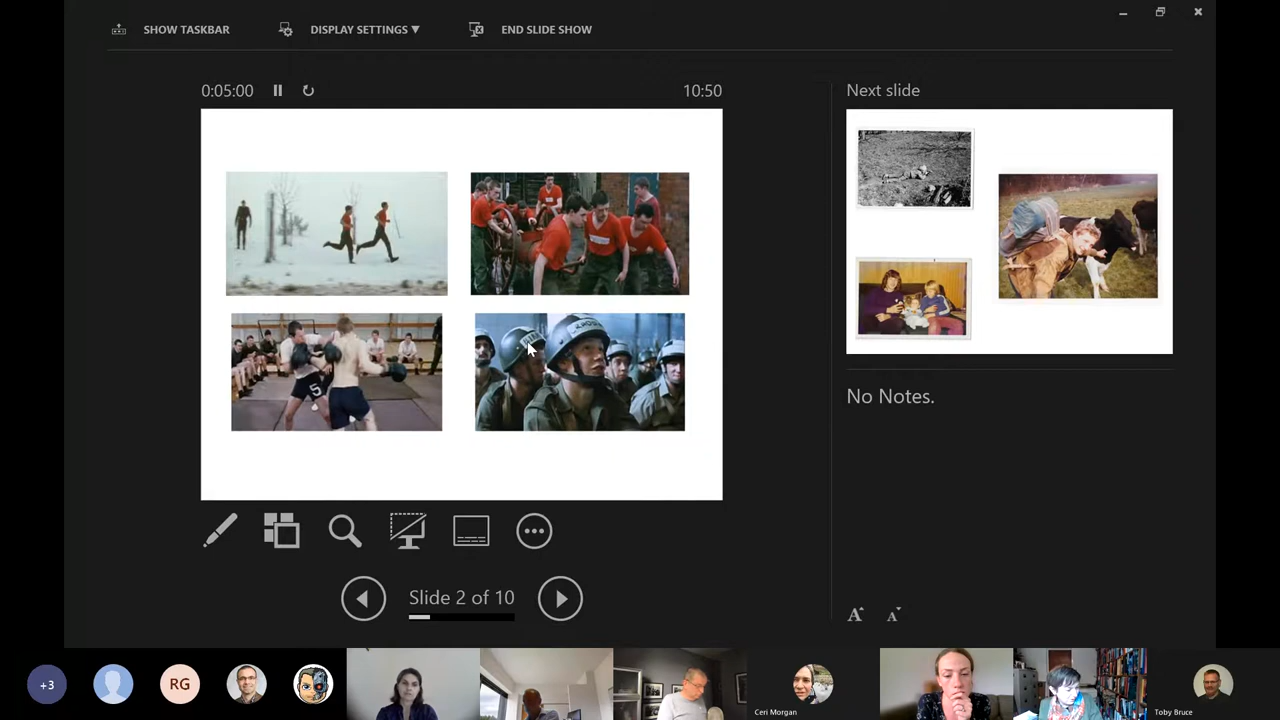 SHOW TASKBAR
DISPLAY SETTINGS ▼
END SLIDE SHOW
0:05:00
10:50
Next slide
5
No Notes.
Slide 2 of 10
A A
+3
RG
Ceri Morgan
Toby Bruce